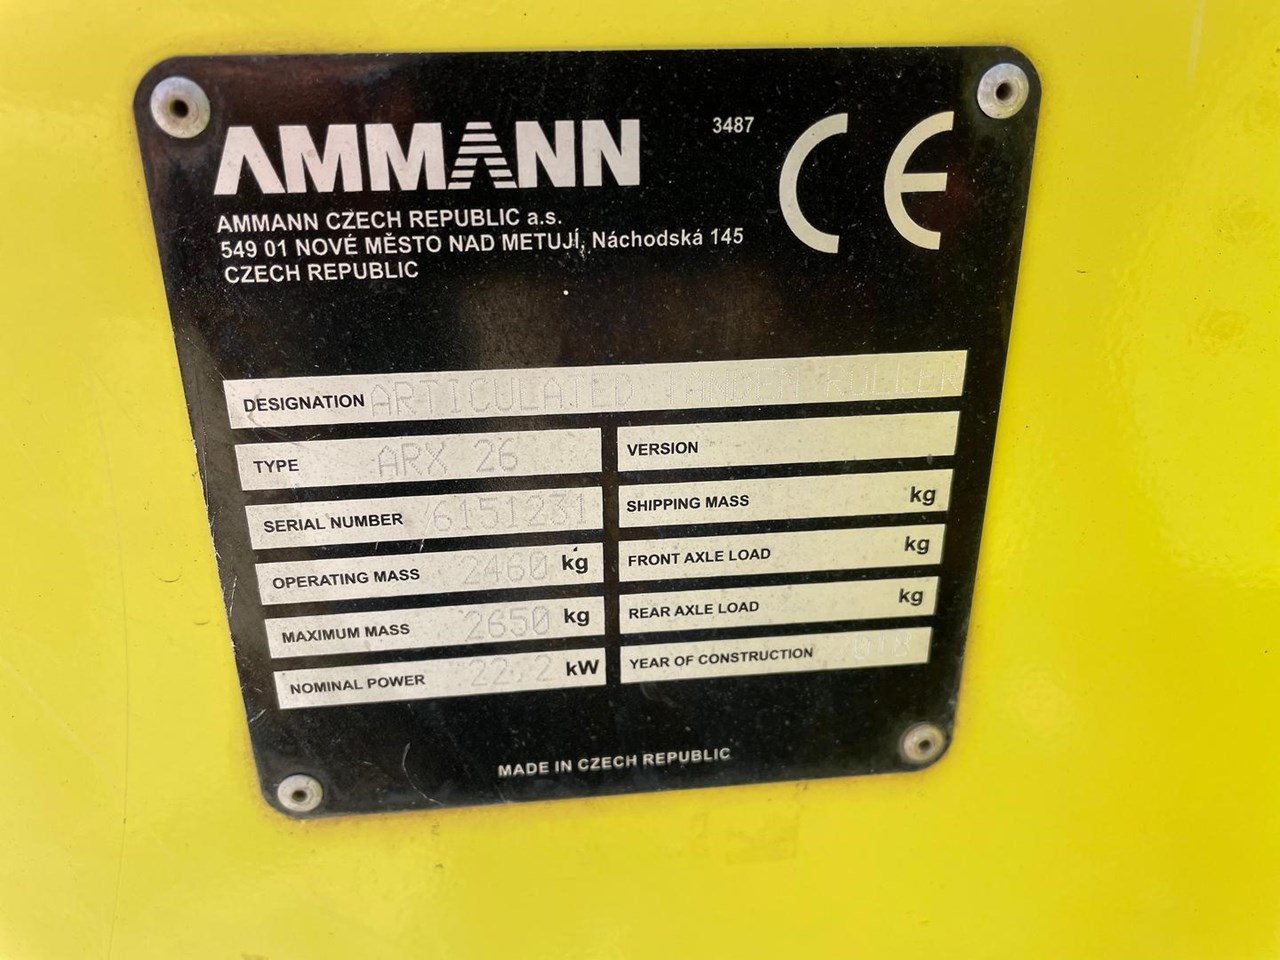 AMMANN
3487
CE
AMMANN CZECH REPUBLIC a.s.
549 01 NOVÉ MĚSTO NAD METUJÍ, Náchodská 145
CZECH REPUBLIC
DESIGNATION ARTICULATED TANDEM ROLLER
TYPE ARX 26
VERSION
SERIAL NUMBER 6151231
SHIPPING MASS kg
OPERATING MASS 2460 kg
FRONT AXLE LOAD kg
MAXIMUM MASS 2650 kg
REAR AXLE LOAD kg
NOMINAL POWER 22,2 kW
YEAR OF CONSTRUCTION
MADE IN CZECH REPUBLIC